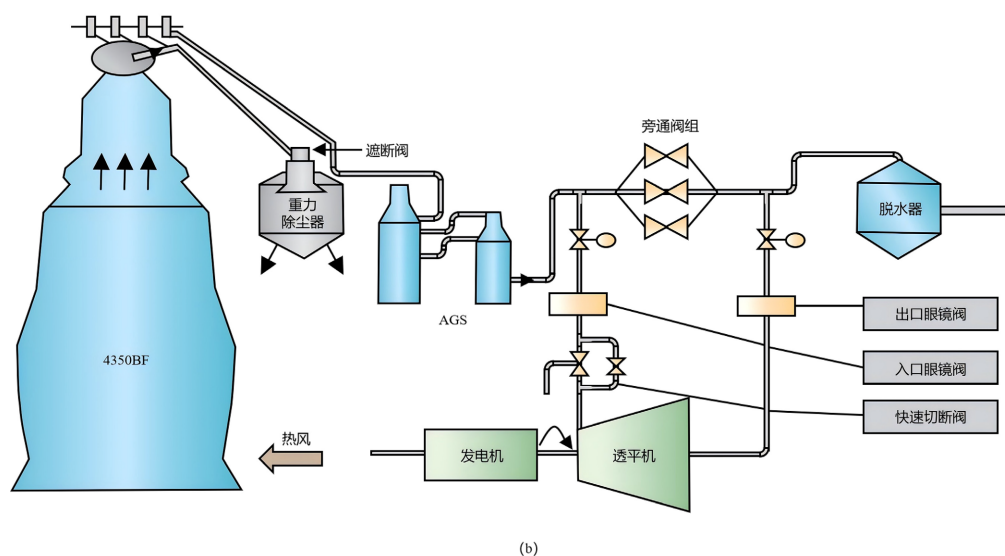 旁通阀组
遮断阀
重力
除尘器
脱水器
AGS
出口眼镜阀
4350BF
入口眼镜阀
快速切断阀
热风
发电机
透平机
(b)